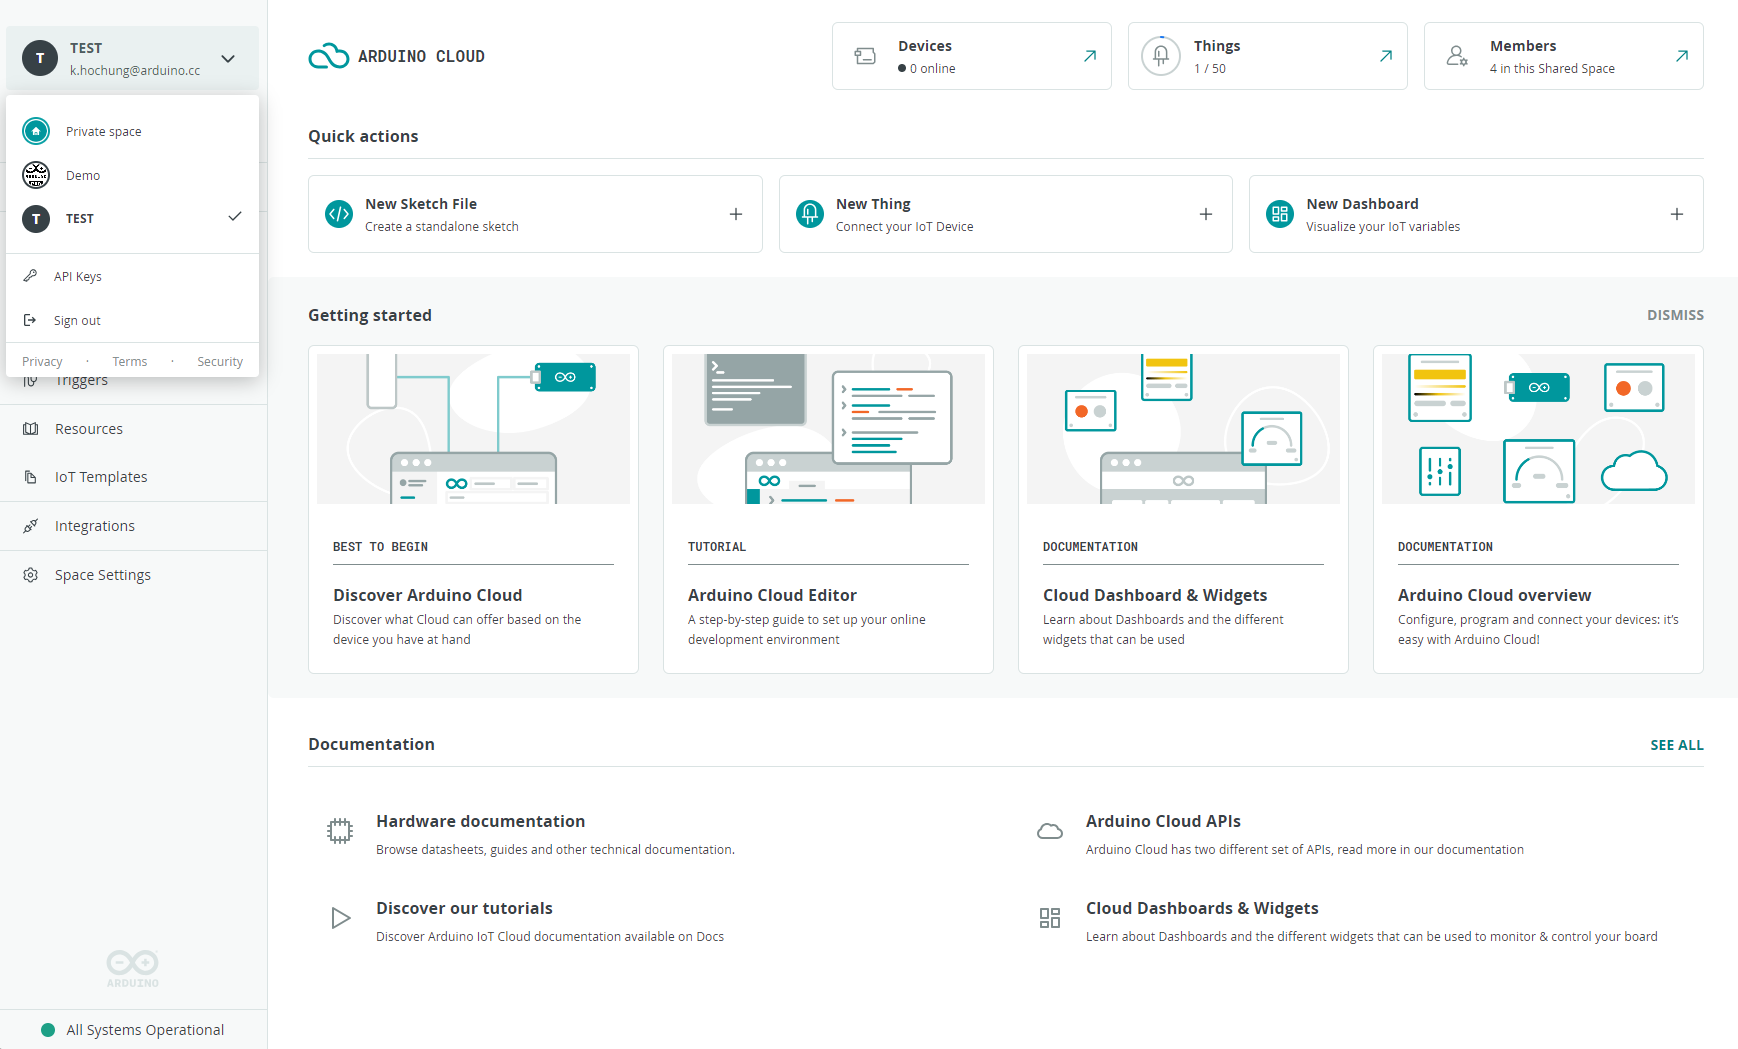 T
TEST
k.hochung@arduino.cc
Private space
Demo
T
TEST
API Keys
Sign out
Privacy · Terms · Security
Triggers
Resources
IoT Templates
Integrations
Space Settings
ARDUINO
All Systems Operational
ARDUINO CLOUD
Devices
0 online
Things
1 / 50
Members
4 in this Shared Space
Quick actions
New Sketch File
Create a standalone sketch
New Thing
Connect your IoT Device
New Dashboard
Visualize your IoT variables
Getting started
DISMISS
BEST TO BEGIN
Discover Arduino Cloud
Discover what Cloud can offer based on the
device you have at hand
TUTORIAL
Arduino Cloud Editor
A step-by-step guide to set up your online
development environment
DOCUMENTATION
Cloud Dashboard & Widgets
Learn about Dashboards and the different
widgets that can be used
DOCUMENTATION
Arduino Cloud overview
Configure, program and connect your devices: it’s
easy with Arduino Cloud!
Documentation
SEE ALL
Hardware documentation
Browse datasheets, guides and other technical documentation.
Arduino Cloud APIs
Arduino Cloud has two different set of APIs, read more in our documentation
Discover our tutorials
Discover Arduino IoT Cloud documentation available on Docs
Cloud Dashboards & Widgets
Learn about Dashboards and the different widgets that can be used to monitor & control your board